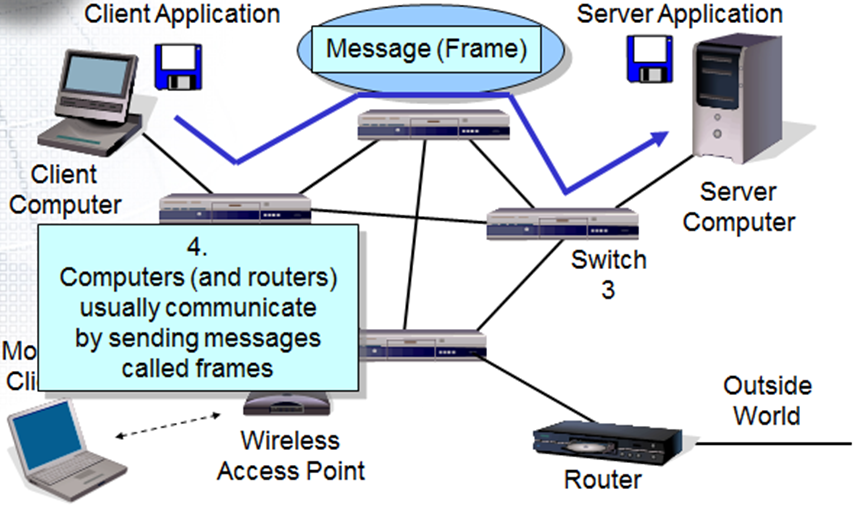 Client Application
Server Application
Message (Frame)
Client
Computer
Server
Computer
Switch
3
4.
Computers (and routers)
usually communicate
by sending messages
called frames
Mo
Cli
Wireless
Access Point
Outside
World
Router